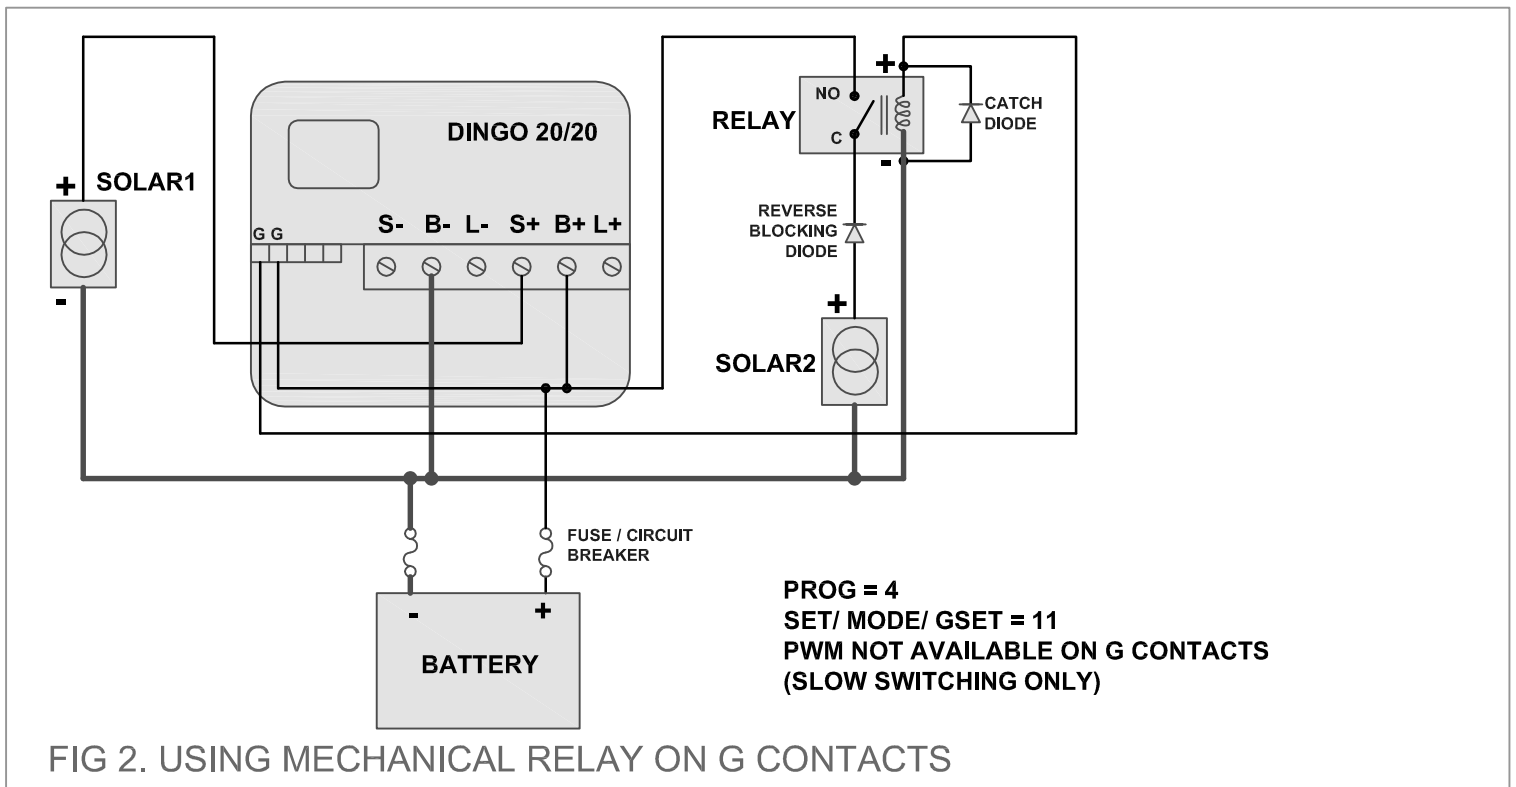 DINGO 20/20
+ SOLAR1
-
G G
S- B- L- S+ B+ L+
RELAY
NO
C
+
-
CATCH
DIODE
REVERSE
BLOCKING
DIODE
+
SOLAR2
FUSE / CIRCUIT
BREAKER
- +
BATTERY
PROG = 4
SET/ MODE/ GSET = 11
PWM NOT AVAILABLE ON G CONTACTS
(SLOW SWITCHING ONLY)
FIG 2. USING MECHANICAL RELAY ON G CONTACTS